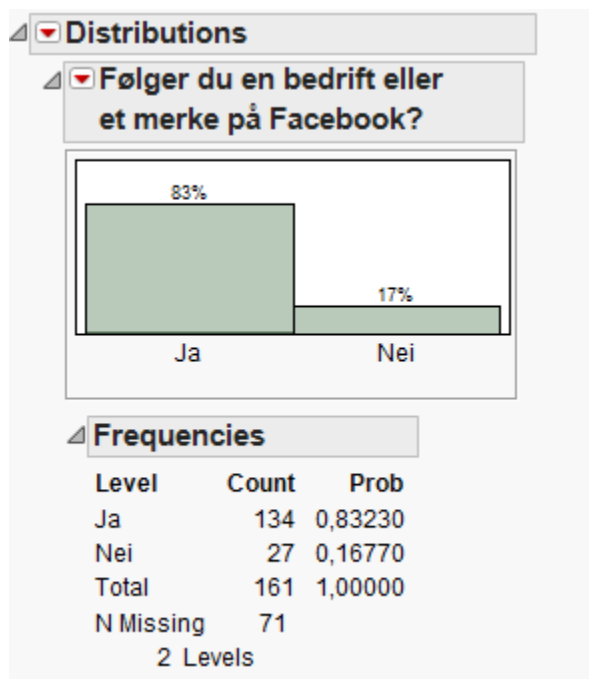 Distributions
Følger du en bedrift eller
et merke på Facebook?
83%
17%
Ja Nei
Frequencies
Level Count Prob
Ja 134 0,83230
Nei 27 0,16770
Total 161 1,00000
N Missing 71
2 Levels